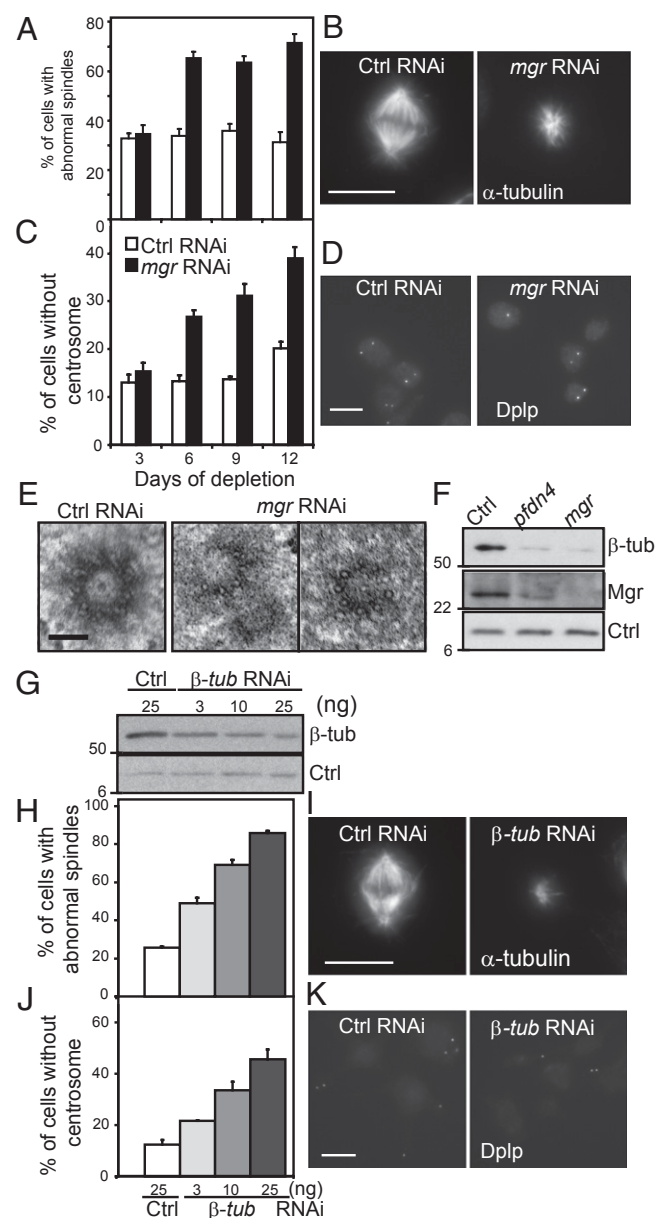 A
% of cells with
abnormal spindles
80
60
40
20
0
B
Ctrl RNAi
mgr RNAi
α-tubulin
C
% of cells without
centrosome
Ctrl RNAi
mgr RNAi
40
30
20
10
0
3 6 9 12
Days of depletion
D
Ctrl RNAi
mgr RNAi
Dplp
E
Ctrl RNAi
mgr RNAi
F
Ctrl
pfdn4
mgr
β-tub
50
Mgr
22
Ctrl
6
G
Ctrl β-tub RNAi
25 3 10 25 (ng)
β-tub
50
Ctrl
6
H
% of cells with
abnormal spindles
100
80
60
40
20
0
I
Ctrl RNAi
β-tub RNAi
α-tubulin
J
% of cells without
centrosome
60
40
20
0
25 3 10 25 (ng)
Ctrl β-tub RNAi
K
Ctrl RNAi
β-tub RNAi
Dplp